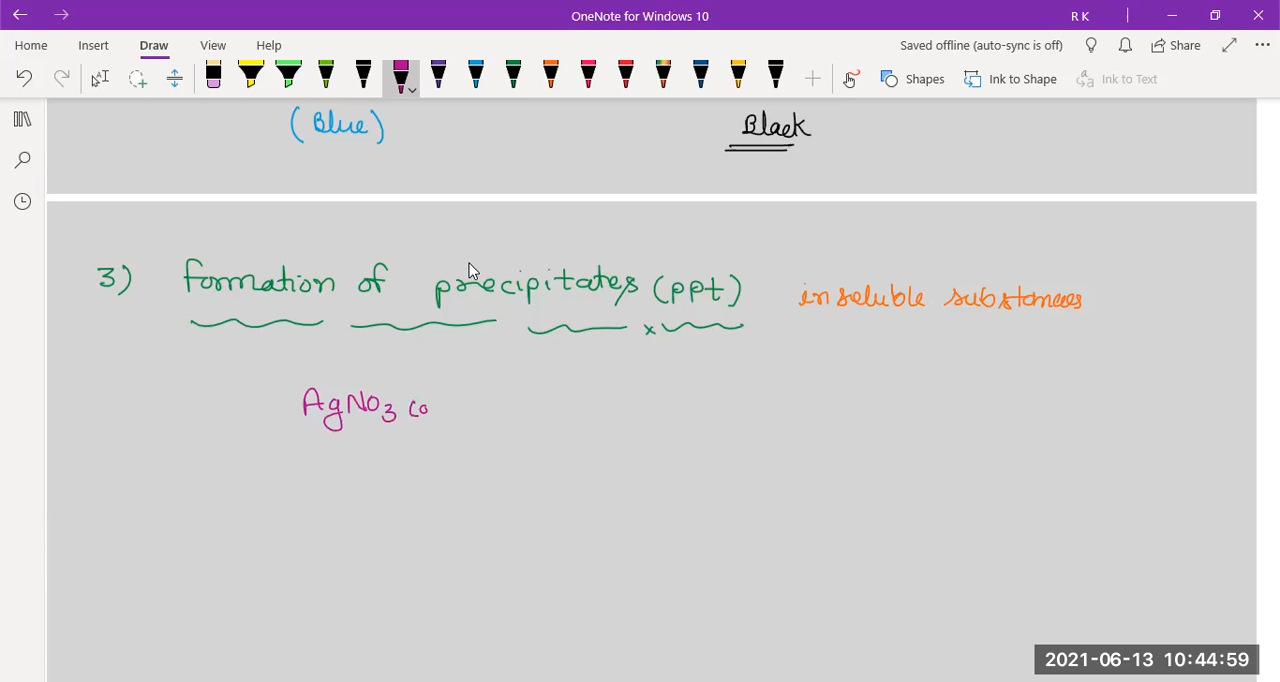 OneNote for Windows 10
R K
Home Insert Draw View Help
Saved offline (auto-sync is off) Share
Shapes Ink to Shape Ink to Text
(Blue) Black
3) formation of precipitates (ppt) insoluble substances
AgNO3
2021-06-13 10:44:59